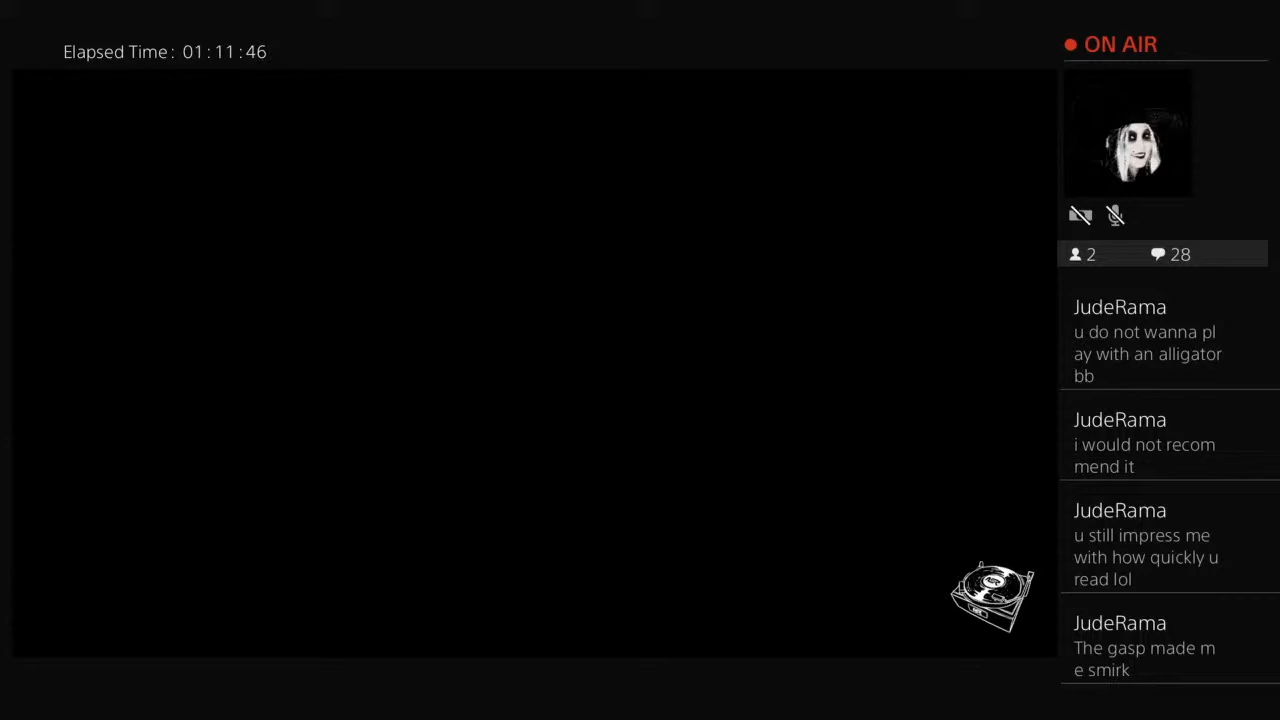 Elapsed Time: 01:11:46
ON AIR
2
28
JudeRama
u do not wanna pl
ay with an alligator
bb
JudeRama
i would not recom
mend it
JudeRama
u still impress me
with how quickly u
read lol
JudeRama
The gasp made m
e smirk